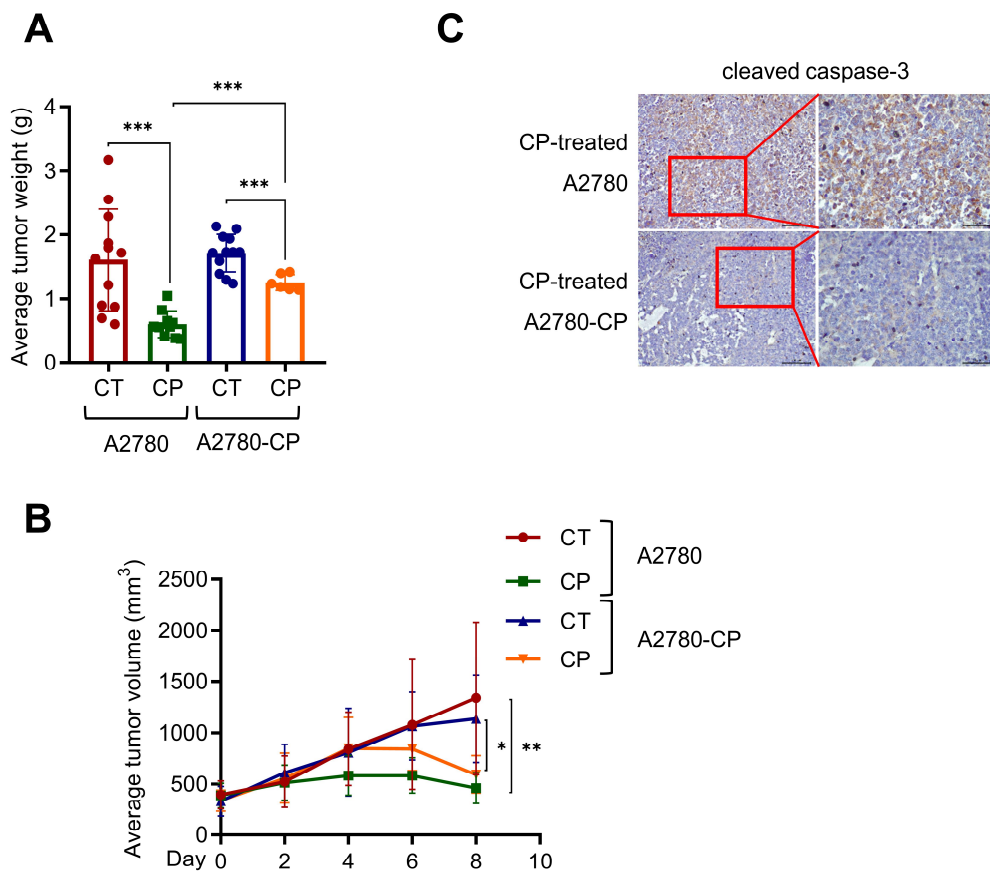 A
Average tumor weight (g)
4
3
2
1
0
***
***
***
CT CP CT CP
A2780 A2780-CP
C
cleaved caspase-3
CP-treated
A2780
CP-treated
A2780-CP
B
Average tumor volume (mm³)
2500
2000
1500
1000
500
0
Day 0 2 4 6 8 10
* **
CT
CP
A2780
CT
CP
A2780-CP